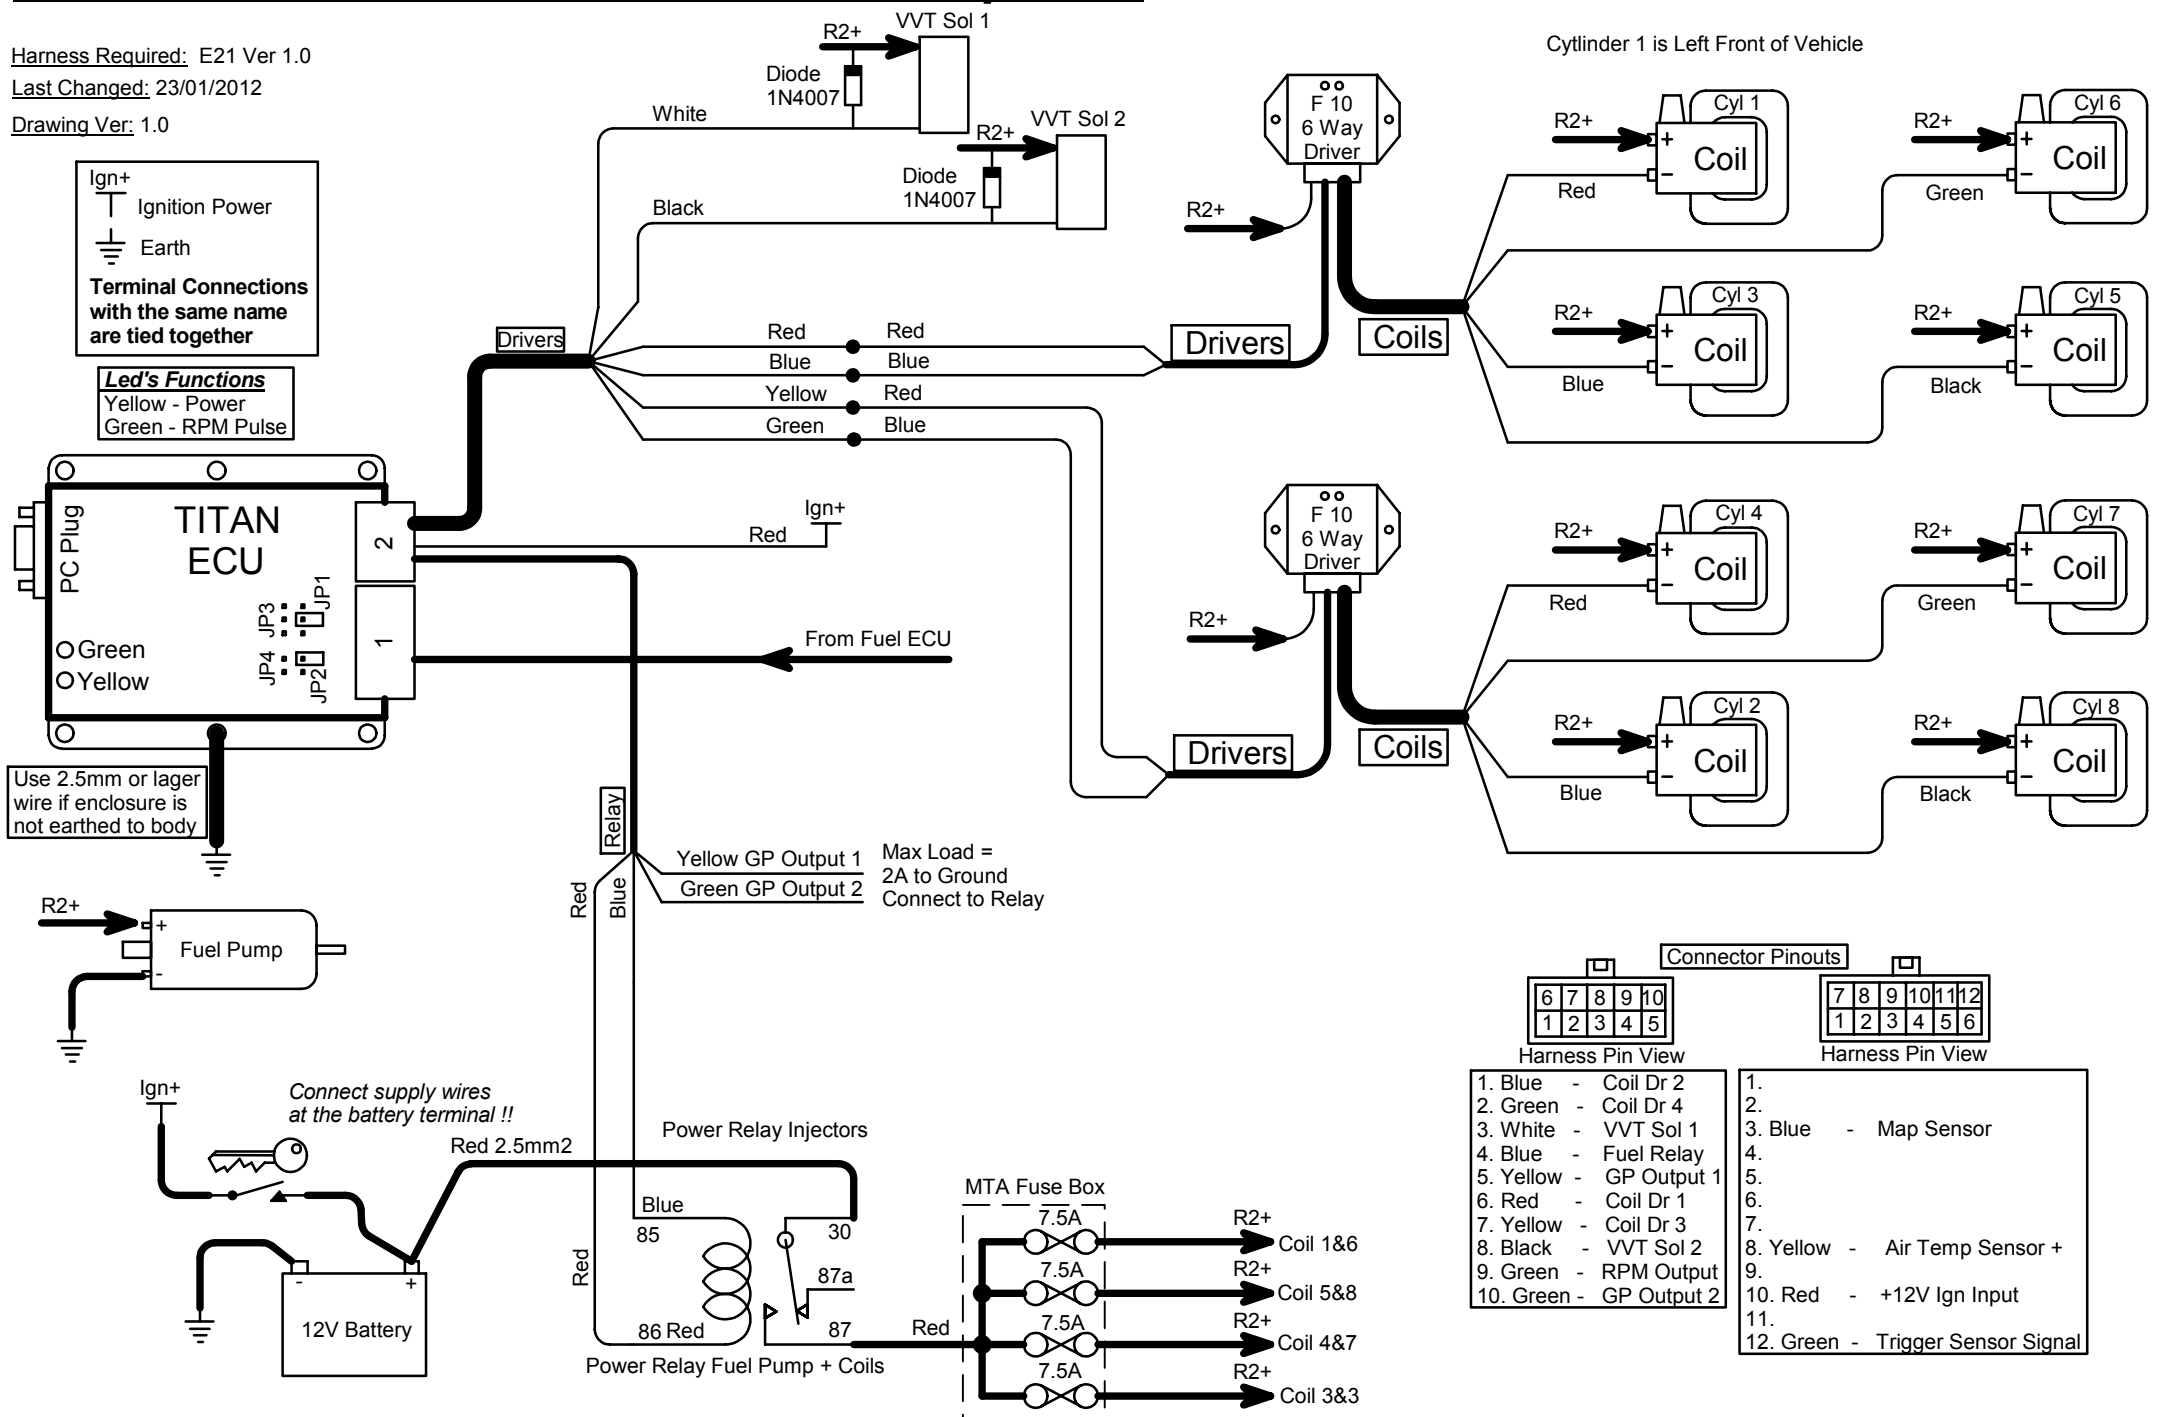 Harness Required: E21 Ver 1.0
Last Changed: 23/01/2012
Drawing Ver: 1.0
Cytlinder 1 is Left Front of Vehicle
Ign+
Ignition Power
Earth
Terminal Connections
with the same name
are tied together
Led's Functions
Yellow - Power
Green - RPM Pulse
R2+
VVT Sol 1
Diode
1N4007
White
R2+
VVT Sol 2
Diode
1N4007
Black
Drivers
Red
Red
Blue
Blue
Yellow
Red
Green
Blue
Drivers
F 10
6 Way
Driver
R2+
Coils
R2+
Cyl 1
+
Coil
-
Red
R2+
Cyl 6
+
Coil
-
Green
R2+
Cyl 3
+
Coil
-
Blue
R2+
Cyl 5
+
Coil
-
Black
PC Plug
TITAN
ECU
2
1
JP3
JP1
JP4
JP2
Green
Yellow
Red
Ign+
From Fuel ECU
Use 2.5mm or lager
wire if enclosure is
not earthed to body
F 10
6 Way
Driver
R2+
Drivers
Coils
R2+
Cyl 4
+
Coil
-
Red
R2+
Cyl 7
+
Coil
-
Green
R2+
Cyl 2
+
Coil
-
Blue
R2+
Cyl 8
+
Coil
-
Black
Relay
Red
Blue
Yellow GP Output 1
Green GP Output 2
Max Load =
2A to Ground
Connect to Relay
R2+
+
Fuel Pump
-
Ign+
Connect supply wires
at the battery terminal !!
Red 2.5mm2
Power Relay Injectors
-
+
12V Battery
Blue
85
30
Red
87a
86 Red
87
Red
Power Relay Fuel Pump + Coils
MTA Fuse Box
7.5A
R2+
Coil 1&6
7.5A
R2+
Coil 5&8
7.5A
R2+
Coil 4&7
7.5A
R2+
Coil 3&3
Connector Pinouts
6 7 8 9 10
1 2 3 4 5
Harness Pin View
1. Blue - Coil Dr 2
2. Green - Coil Dr 4
3. White - VVT Sol 1
4. Blue - Fuel Relay
5. Yellow - GP Output 1
6. Red - Coil Dr 1
7. Yellow - Coil Dr 3
8. Black - VVT Sol 2
9. Green - RPM Output
10. Green - GP Output 2
7 8 9 10 11 12
1 2 3 4 5 6
Harness Pin View
1.
2.
3. Blue - Map Sensor
4.
5.
6.
7.
8. Yellow - Air Temp Sensor +
9.
10. Red - +12V Ign Input
11.
12. Green - Trigger Sensor Signal